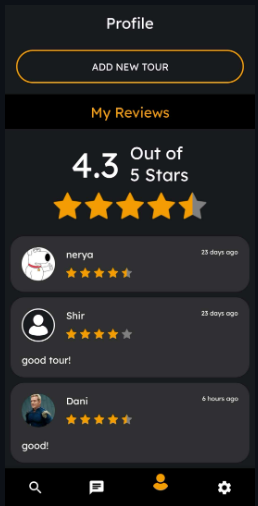 Profile
ADD NEW TOUR
My Reviews
4.3 Out of
5 Stars
nerya
23 days ago
Shir
23 days ago
good tour!
Dani
6 hours ago
good!